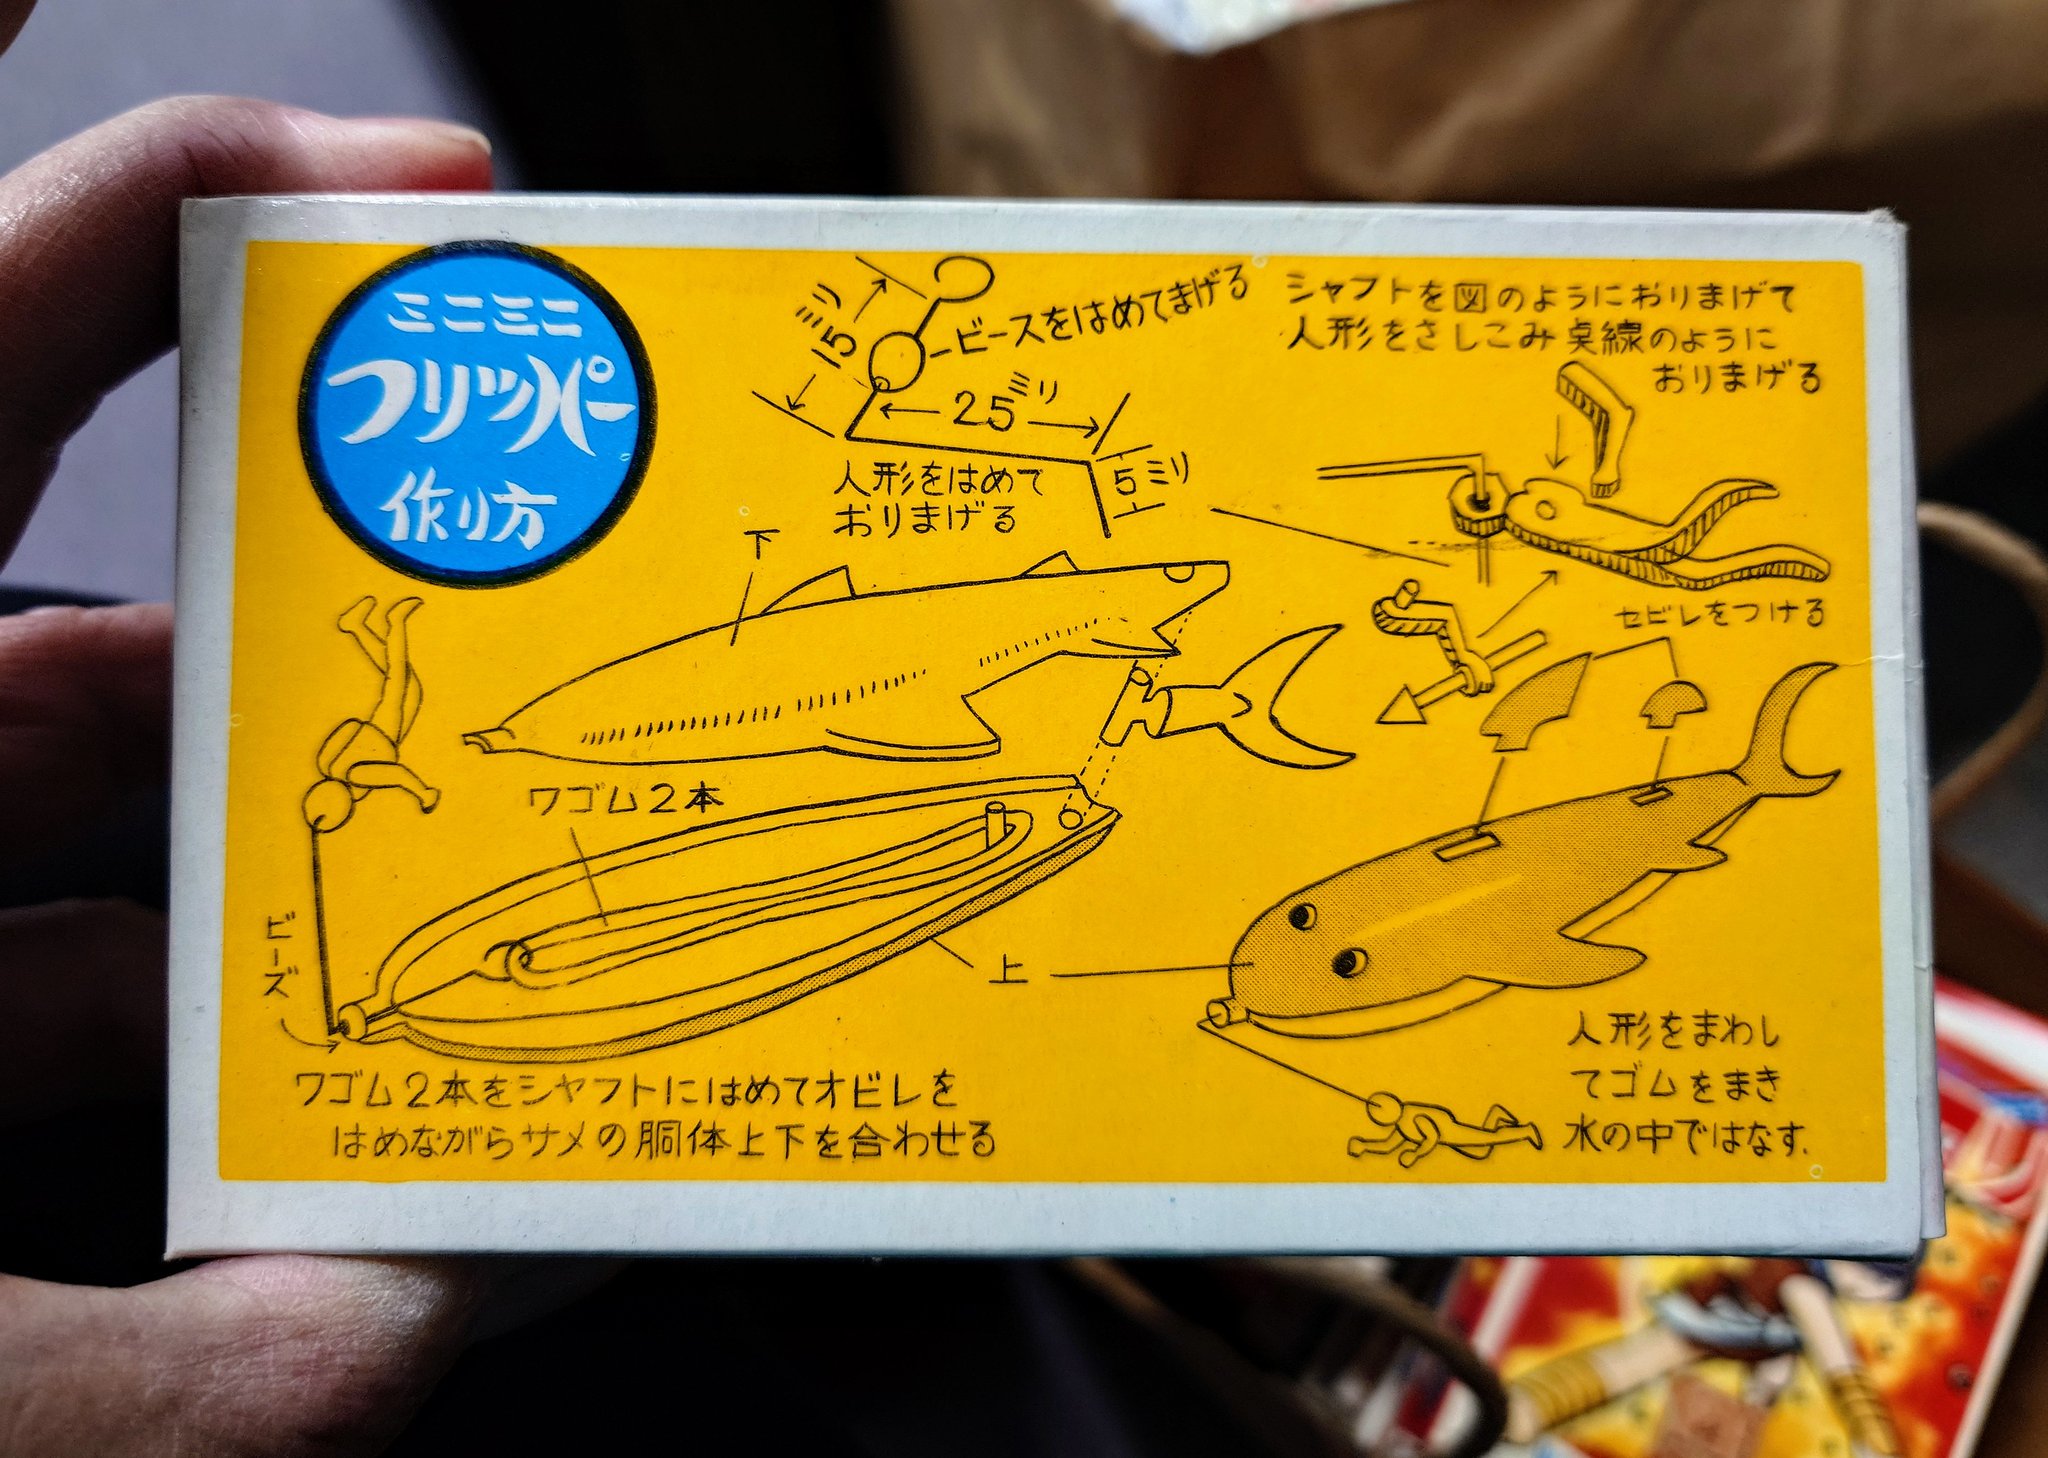 ミニミニ
フリッパー
作り方
15ミリ
ビースをはめてまげる
25ミリ
5ミリ
人形をはめて
おりまげる
シャフトを図のようにおりまげて
人形をさしこみ点線のように
おりまげる
下
セビレをつける
ワゴム2本
ビーズ
上
ワゴム2本をシャフトにはめてオビレを
はめながらサメの胴体上下を合わせる
人形をまわし
てゴムをまき
水の中ではなす.